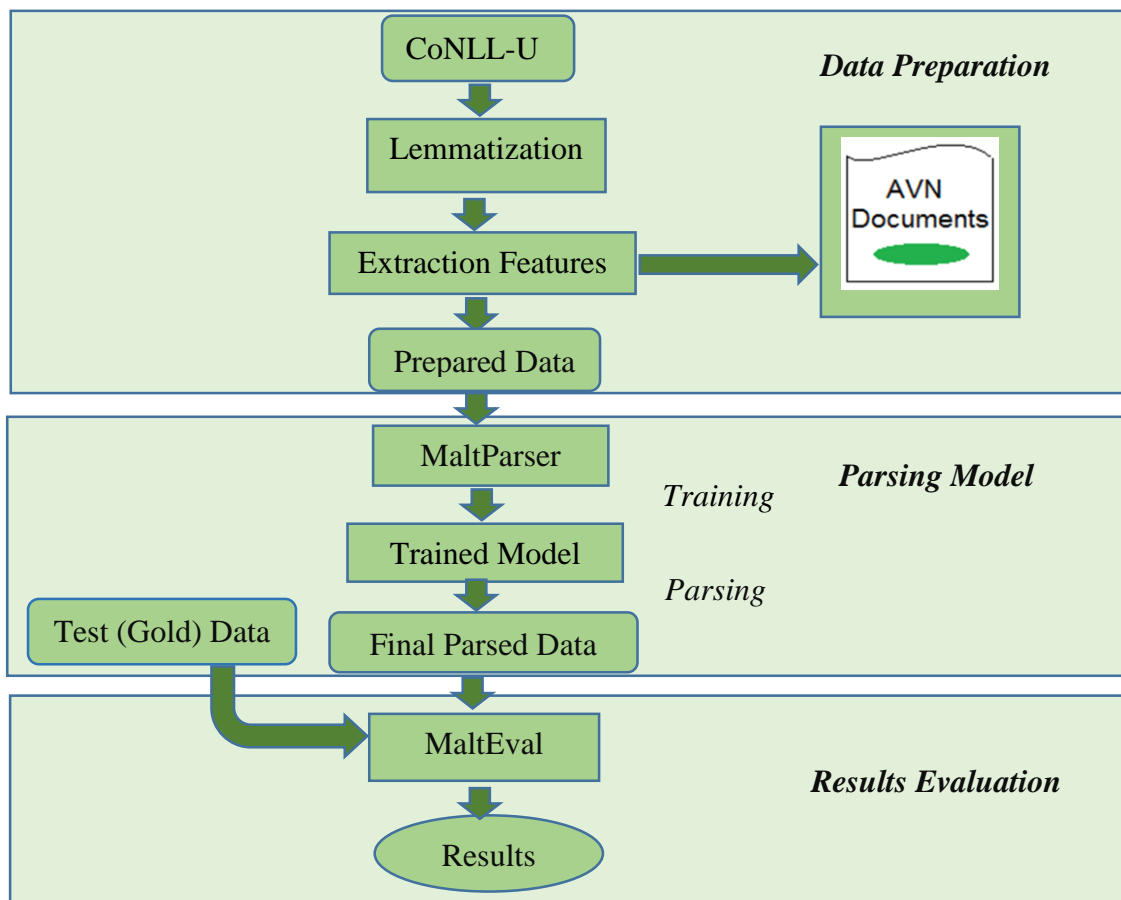 CoNLL-U
Data Preparation
Lemmatization
AVN
Documents
Extraction Features
Prepared Data
MaltParser
Parsing Model
Training
Trained Model
Parsing
Test (Gold) Data
Final Parsed Data
MaltEval
Results Evaluation
Results